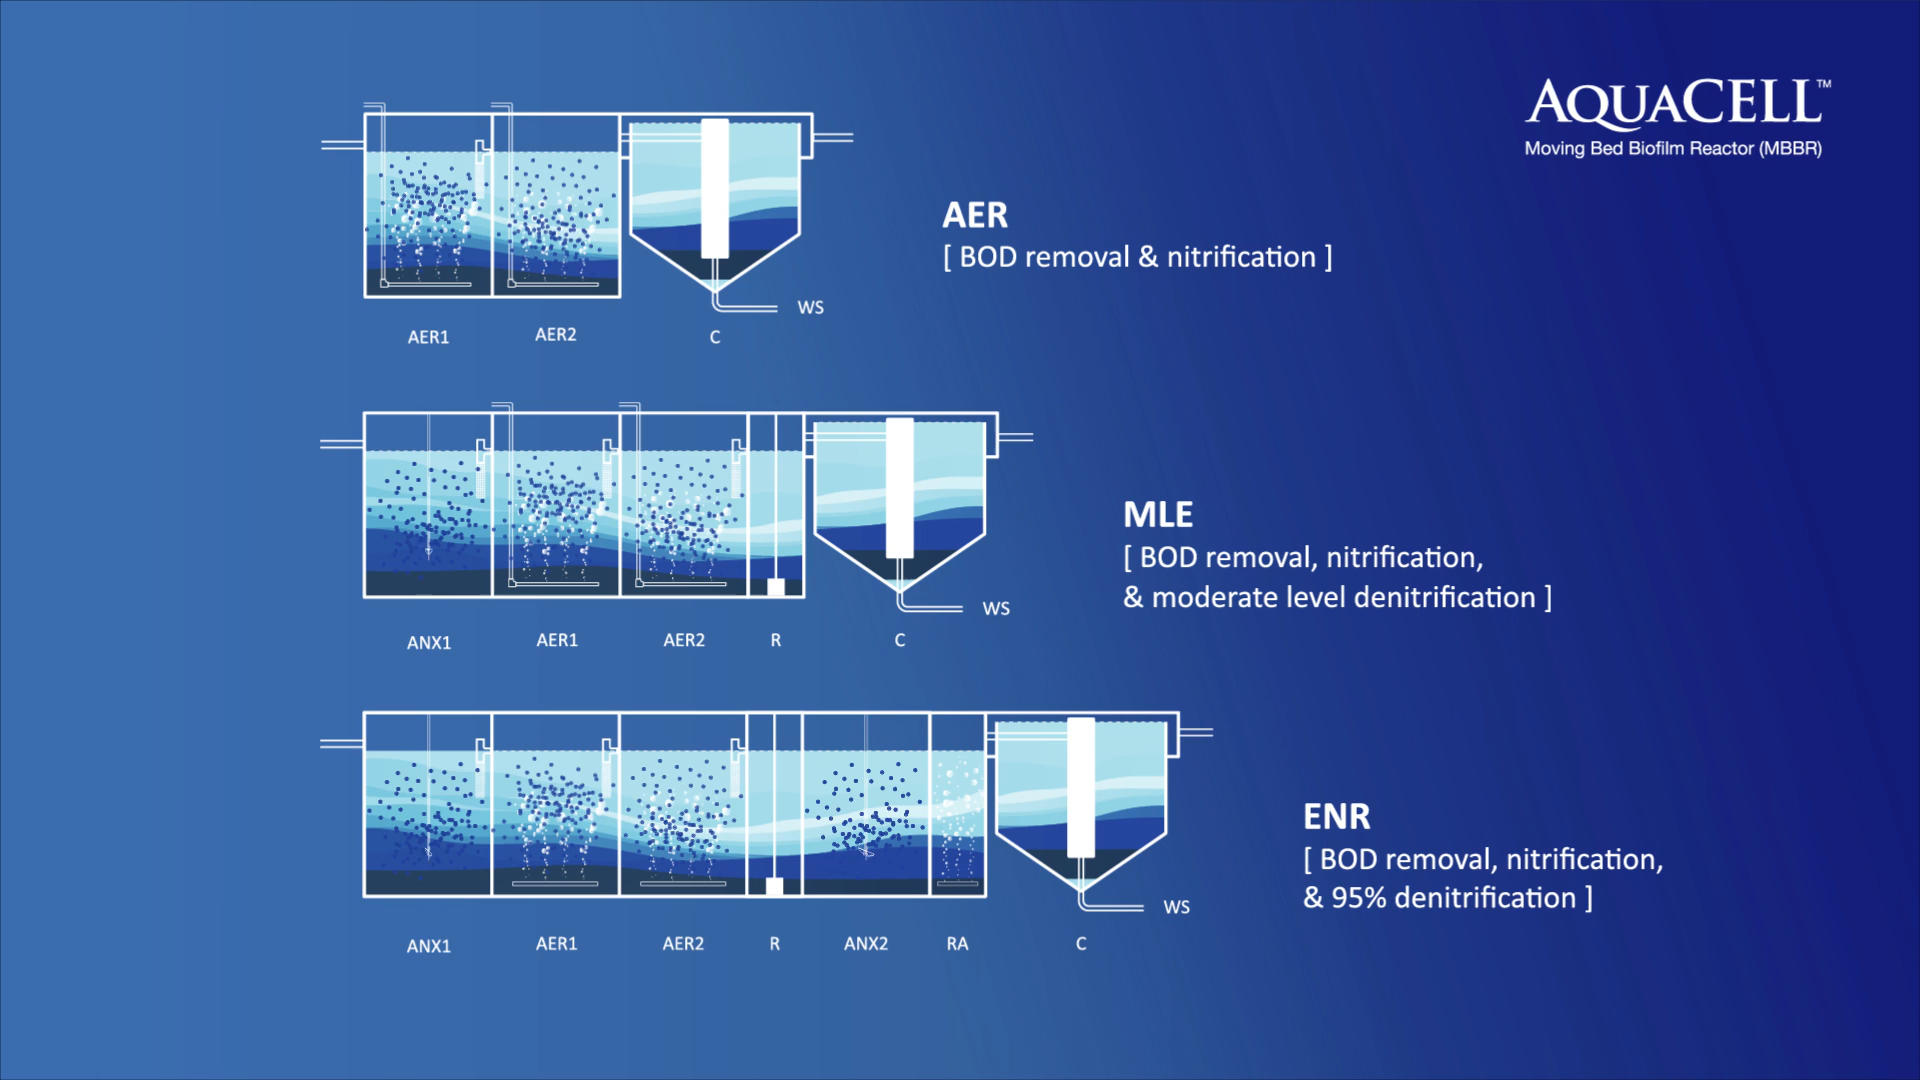 AQUACELL™
Moving Bed Biofilm Reactor (MBBR)
AER
[ BOD removal & nitrification ]
WS
AER1 AER2 C
MLE
[ BOD removal, nitrification,
& moderate level denitrification ]
WS
ANX1 AER1 AER2 R C
ENR
[ BOD removal, nitrification,
& 95% denitrification ]
WS
ANX1 AER1 AER2 R ANX2 RA C